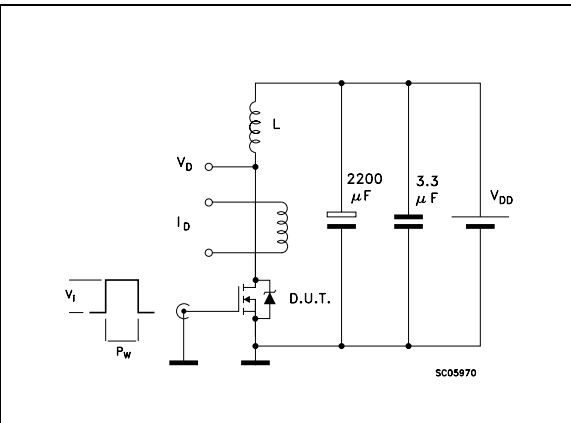 L
V_D
2200
μF
3.3
μF
V_DD
I_D
D.U.T.
V_i
P_W
SC05970